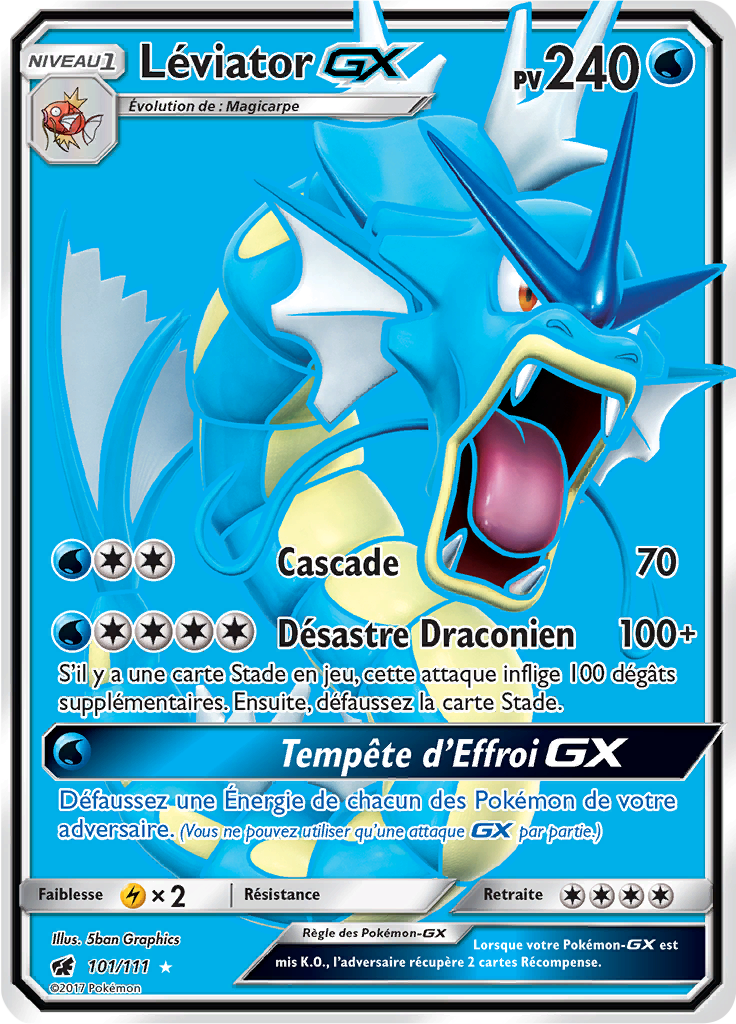 NIVEAU 1
Léviator GX
PV 240
Évolution de : Magicarpe
Cascade 70
Désastre Draconien 100+
S'il y a une carte Stade en jeu, cette attaque inflige 100 dégâts
supplémentaires. Ensuite, défaussez la carte Stade.
Tempête d'Effroi GX
Défaussez une Énergie de chacun des Pokémon de votre
adversaire. (Vous ne pouvez utiliser qu'une attaque GX par partie.)
Faiblesse × 2 Résistance Retraite
Illus. 5ban Graphics
101/111
©2017 Pokémon
Règle des Pokémon-GX
Lorsque votre Pokémon-GX est
mis K.O., l'adversaire récupère 2 cartes Récompense.